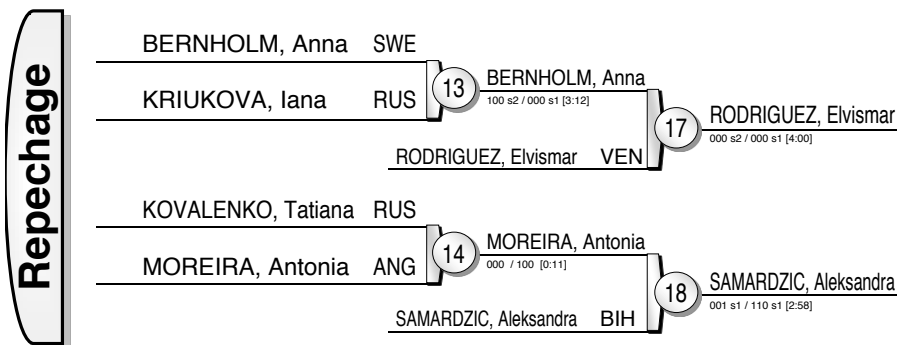 Repechage
BERNHOLM, Anna SWE
KRIUKOVA, Iana RUS
13
BERNHOLM, Anna
100 s2 / 000 s1 [3:12]
RODRIGUEZ, Elvismar VEN
17
RODRIGUEZ, Elvismar
000 s2 / 000 s1 [4:00]
KOVALENKO, Tatiana RUS
MOREIRA, Antonia ANG
14
MOREIRA, Antonia
000 / 100 [0:11]
SAMARDZIC, Aleksandra BIH
18
SAMARDZIC, Aleksandra
001 s1 / 110 s1 [2:58]